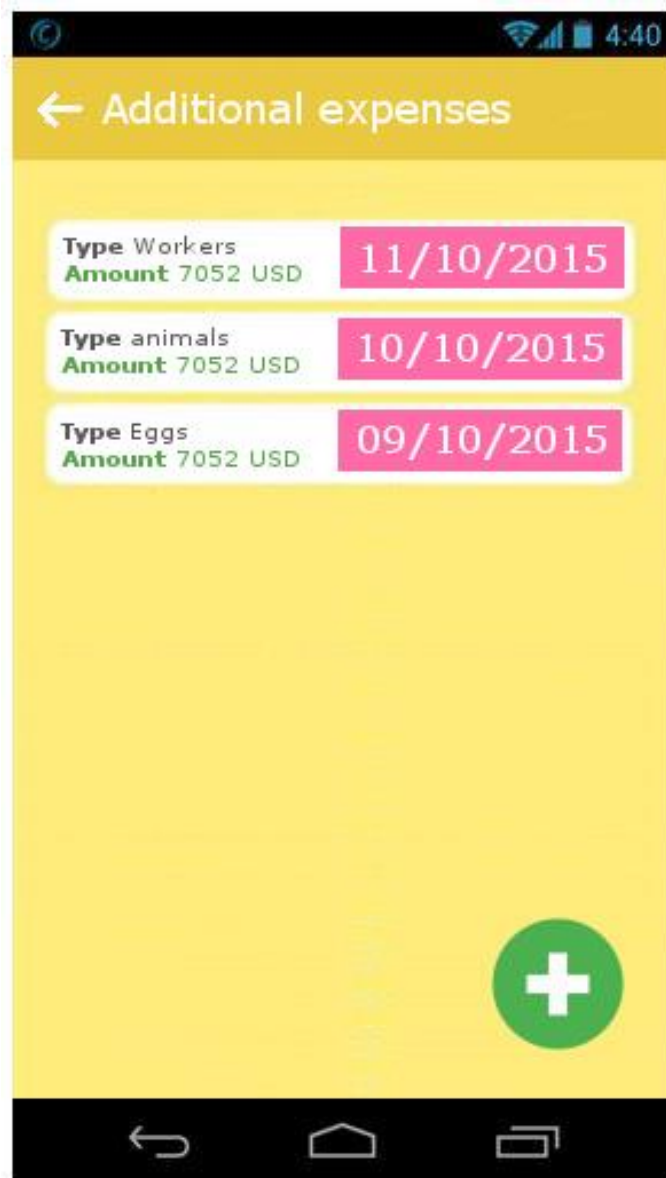 4:40
Additional expenses
Type Workers
Amount 7052 USD
11/10/2015
Type animals
Amount 7052 USD
10/10/2015
Type Eggs
Amount 7052 USD
09/10/2015